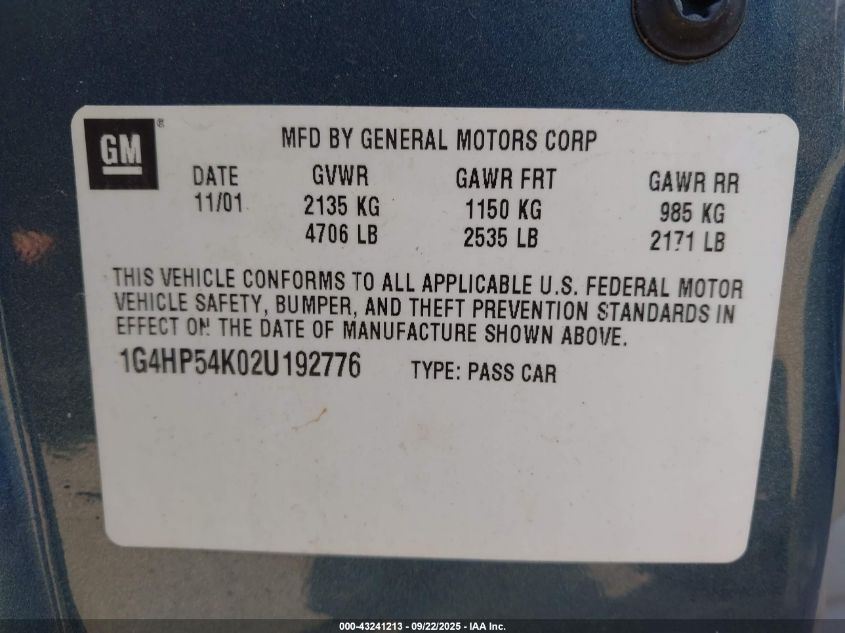 GM®
MFD BY GENERAL MOTORS CORP
DATE GVWR GAWR FRT GAWR RR
11/01 2135 KG 1150 KG 985 KG
4706 LB 2535 LB 2171 LB
THIS VEHICLE CONFORMS TO ALL APPLICABLE U.S. FEDERAL MOTOR
VEHICLE SAFETY, BUMPER, AND THEFT PREVENTION STANDARDS IN
EFFECT ON THE DATE OF MANUFACTURE SHOWN ABOVE.
1G4HP54K02U192776 TYPE: PASS CAR
000-43241213 - 09/22/2025 - IAA Inc.